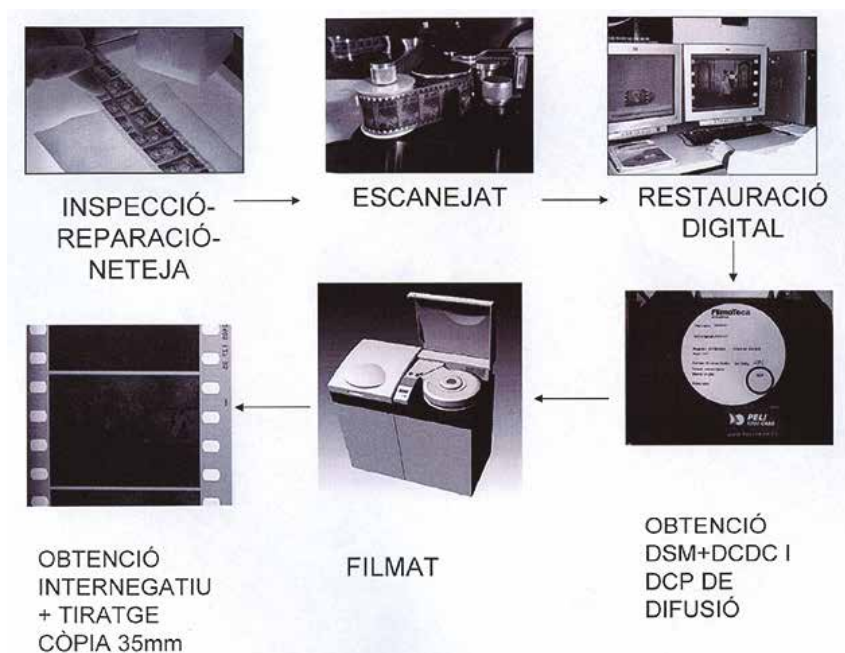 INSPECCIÓ-
REPARACIÓ-
NETEJA
ESCANEJAT
RESTAURACIÓ
DIGITAL
Filmoteca
PELI
OBTENCIÓ
DSM+DCDC I
DCP DE
DIFUSIÓ
FILMAT
OBTENCIÓ
INTERNEGATIU
+ TIRATGE
CÒPIA 35mm